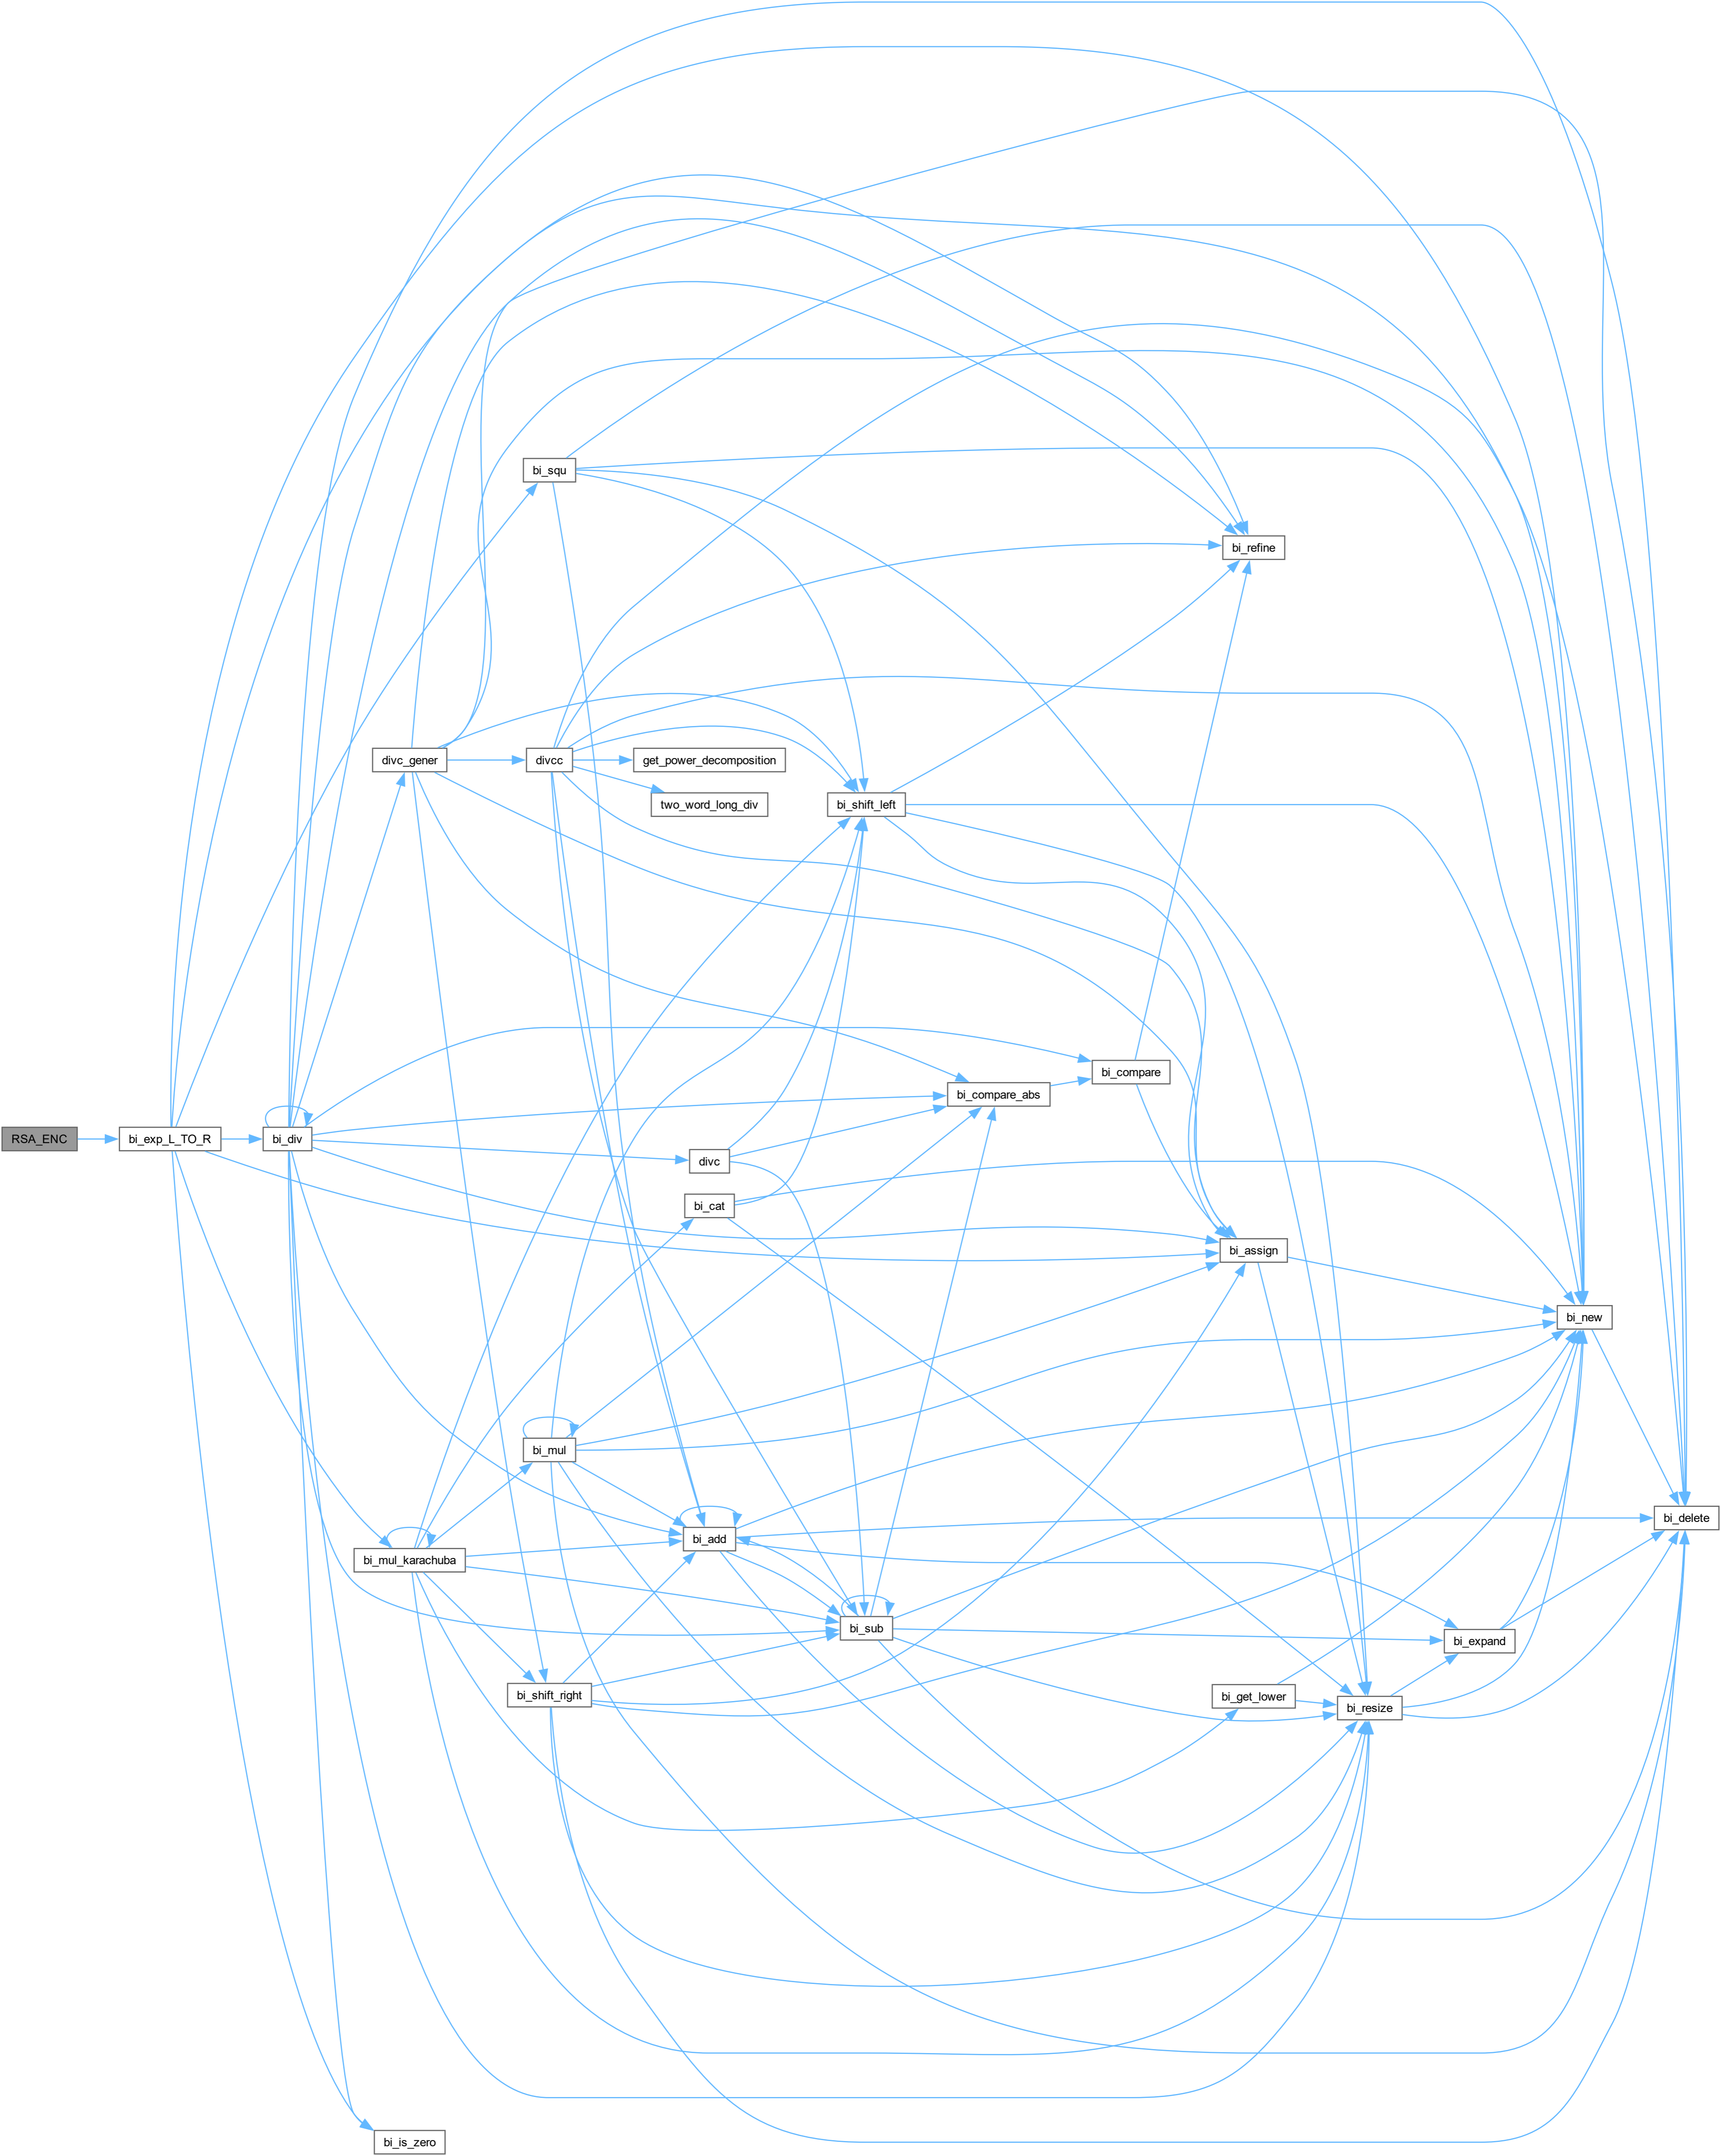 bi_squ
bi_refine
divc_gener
divcc
get_power_decomposition
two_word_long_div
bi_shift_left
bi_compare
bi_compare_abs
RSA_ENC
bi_exp_L_TO_R
bi_div
divc
bi_cat
bi_assign
bi_new
bi_mul
bi_delete
bi_add
bi_mul_karachuba
bi_sub
bi_expand
bi_shift_right
bi_get_lower
bi_resize
bi_is_zero